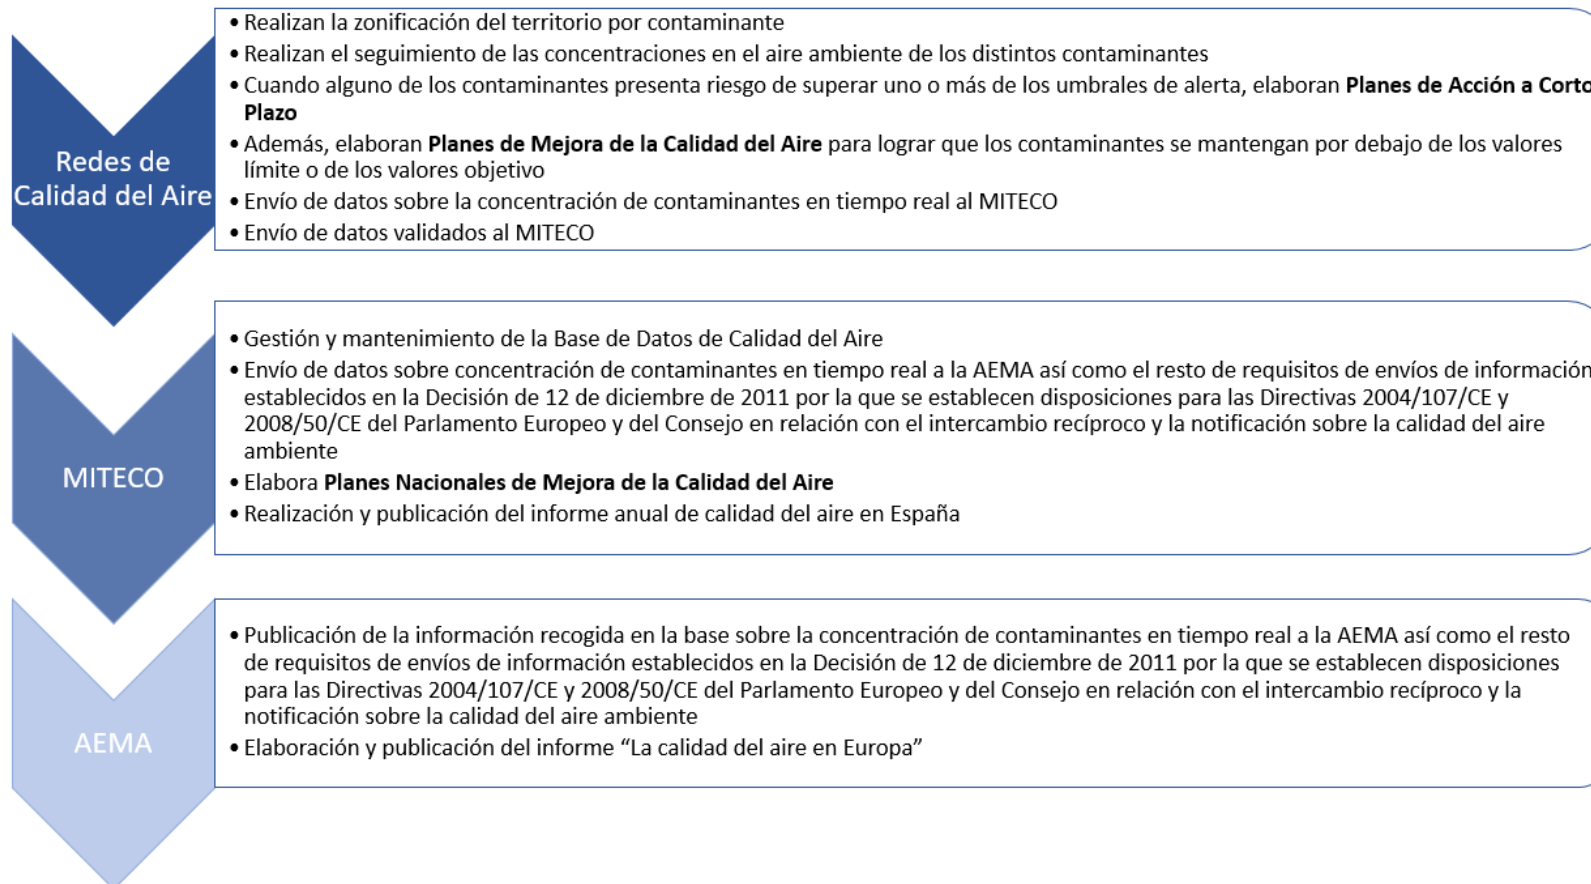 Redes de
Calidad del Aire
• Realizan la zonificación del territorio por contaminante
• Realizan el seguimiento de las concentraciones en el aire ambiente de los distintos contaminantes
• Cuando alguno de los contaminantes presenta riesgo de superar uno o más de los umbrales de alerta, elaboran Planes de Acción a Corto
Plazo
• Además, elaboran Planes de Mejora de la Calidad del Aire para lograr que los contaminantes se mantengan por debajo de los valores
límite o de los valores objetivo
• Envío de datos sobre la concentración de contaminantes en tiempo real al MITECO
• Envío de datos validados al MITECO
MITECO
• Gestión y mantenimiento de la Base de Datos de Calidad del Aire
• Envío de datos sobre concentración de contaminantes en tiempo real a la AEMA así como el resto de requisitos de envíos de información
establecidos en la Decisión de 12 de diciembre de 2011 por la que se establecen disposiciones para las Directivas 2004/107/CE y
2008/50/CE del Parlamento Europeo y del Consejo en relación con el intercambio recíproco y la notificación sobre la calidad del aire
ambiente
• Elabora Planes Nacionales de Mejora de la Calidad del Aire
• Realización y publicación del informe anual de calidad del aire en España
AEMA
• Publicación de la información recogida en la base sobre la concentración de contaminantes en tiempo real a la AEMA así como el resto
de requisitos de envíos de información establecidos en la Decisión de 12 de diciembre de 2011 por la que se establecen disposiciones
para las Directivas 2004/107/CE y 2008/50/CE del Parlamento Europeo y del Consejo en relación con el intercambio recíproco y la
notificación sobre la calidad del aire ambiente
• Elaboración y publicación del informe “La calidad del aire en Europa”